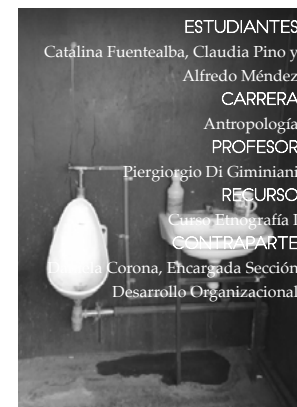 ESTUDIANTES
Catalina Fuentealba, Claudia Pino y
Alfredo Méndez
CARRERA
Antropología
PROFESOR
Piergiorgio Di Giminiani
RECURSO
Curso Etnografía I
CONTRAPARTE
Corona, Encargada Sección
Desarrollo Organizacional